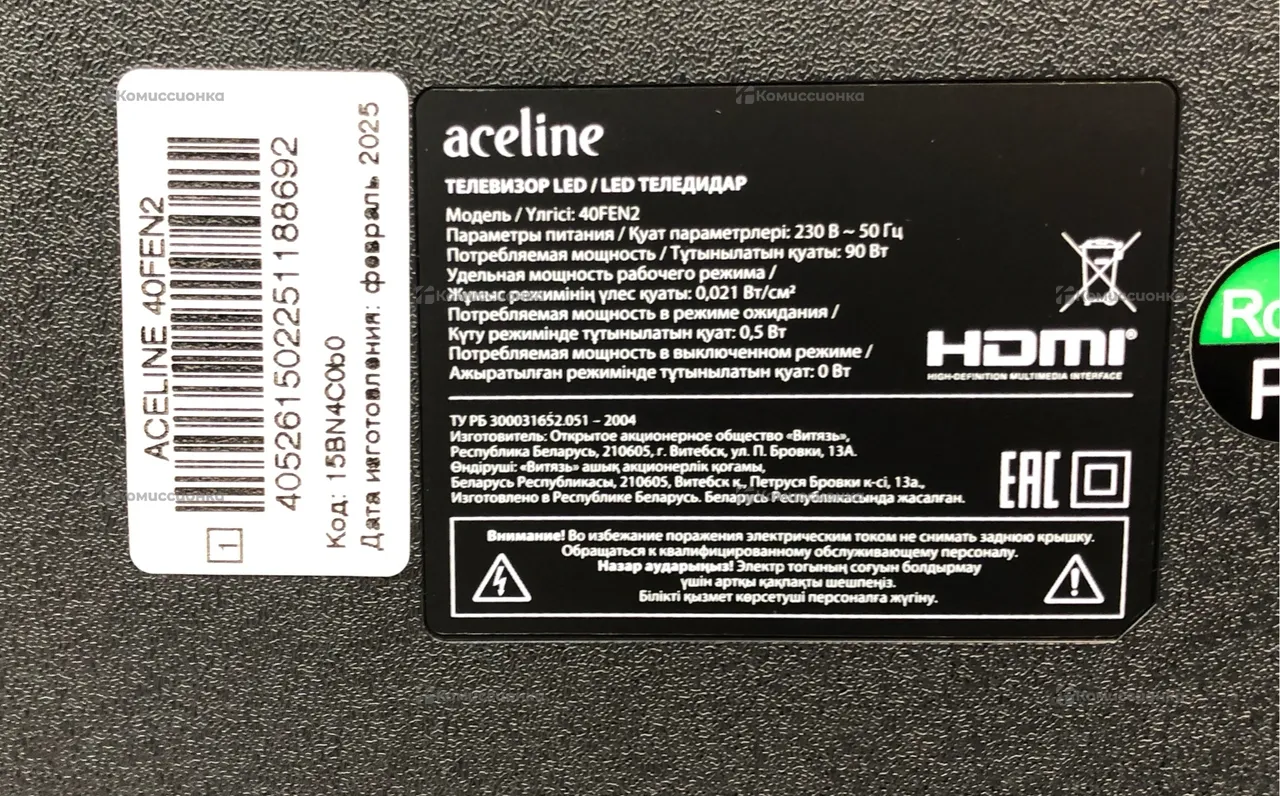 ACELINE 40FEN2
4052615022511 8692
Код: 15BN4C0b0
Дата изготовления: февраль 2025
1
aceline
ТЕЛЕВИЗОР LED / LED ТЕЛЕДИДАР
Модель / Үлгісі: 40FEN2
Параметры питания / Қуат параметрлері: 230 В ~ 50 Гц
Потребляемая мощность / Тұтынылатын қуаты: 90 Вт
Удельная мощность рабочего режима /
Жұмыс режимінің үлес қуаты: 0,021 Вт/см²
Потребляемая мощность в режиме ожидания /
Күту режимінде тұтынылатын қуат: 0,5 Вт
Потребляемая мощность в выключенном режиме /
Ажыратылған режимінде тұтынылатын қуат: 0 Вт
HDMI®
HIGH-DEFINITION MULTIMEDIA INTERFACE
ТУ РБ 300031652.051 – 2004
Изготовитель: Открытое акционерное общество «Витязь»,
Республика Беларусь, 210605, г. Витебск, ул. П. Бровки, 13А.
Өндіруші: «Витязь» ашық акционерлік қоғамы,
Беларусь Республикасы, 210605, Витебск қ., Петруся Бровки к-сі, 13а.,
Изготовлено в Республике Беларусь. Беларусь Республикасында жасалған.
EAC
Внимание! Во избежание поражения электрическим током не снимать заднюю крышку.
Обращаться к квалифицированному обслуживающему персоналу.
Назар аударыңыз! Электр тогының соғуын болдырмау
үшін артқы қақпақты шешпеңіз.
Білікті қызмет көрсетуші персоналға жүгіну.
Комиссионка
Комиссионка